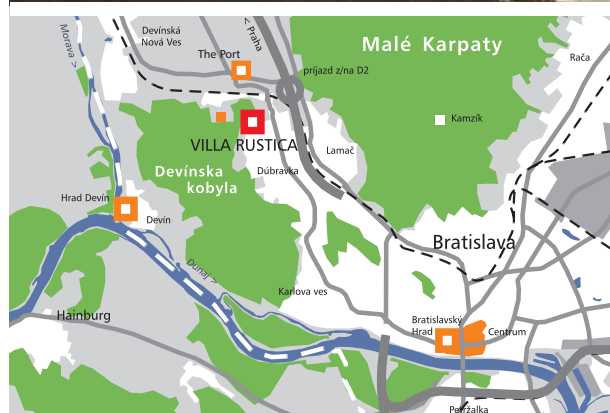 Devínská
Nová Ves
< Praha
Morava >
The Port
Malé Karpaty
Rača
príjazd z/na D2
Kamzík
VILLA RUSTICA
Lamač
Devínska
kobyla
Dúbravka
Hrad Devín
Devín
Bratislava
Dunaj >
Karlova ves
Hainburg
Bratislavský
Hrad
Centrum
Petržalka